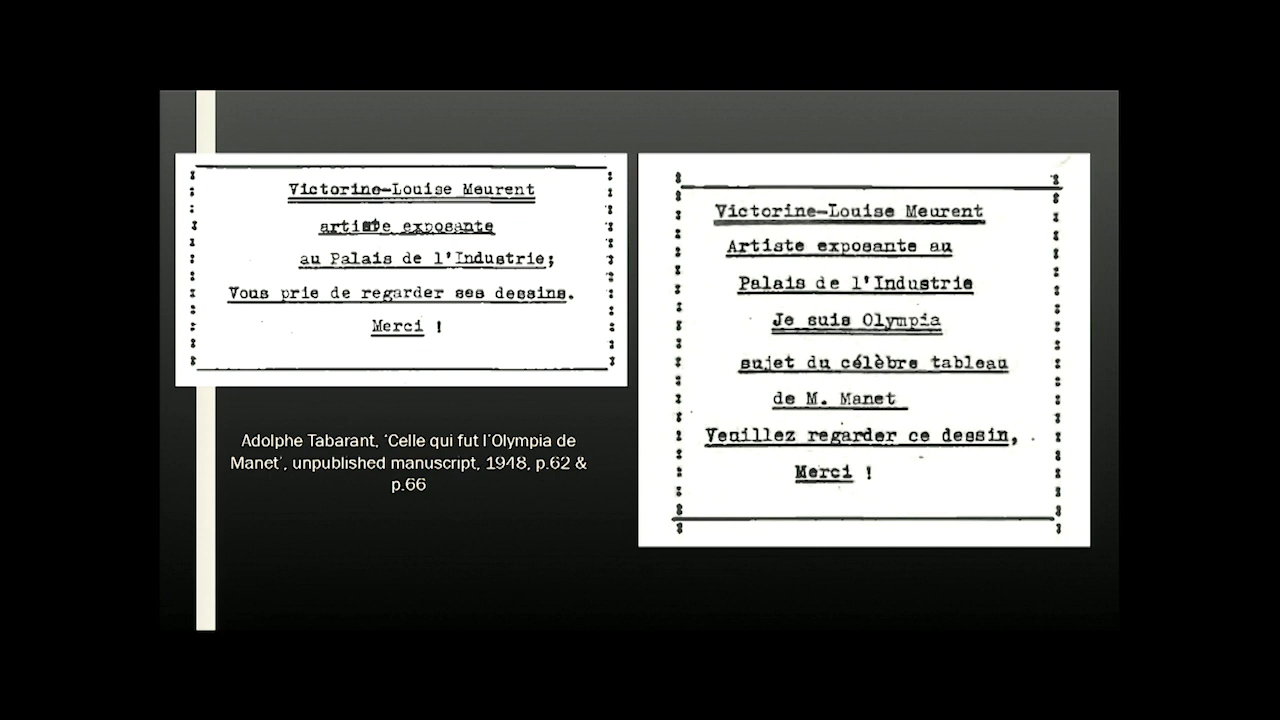 Victorine-Louise Meurent
artiste exposante
au Palais de l'Industrie;
Vous prie de regarder ses dessins.
Merci !
Adolphe Tabarant, 'Celle qui fut l'Olympia de
Manet', unpublished manuscript, 1948, p.62 &
p.66
Victorine-Louise Meurent
Artiste exposante au
Palais de l'Industrie
Je suis Olympia
sujet du célèbre tableau
de M. Manet
Veuillez regarder ce dessin,
Merci !